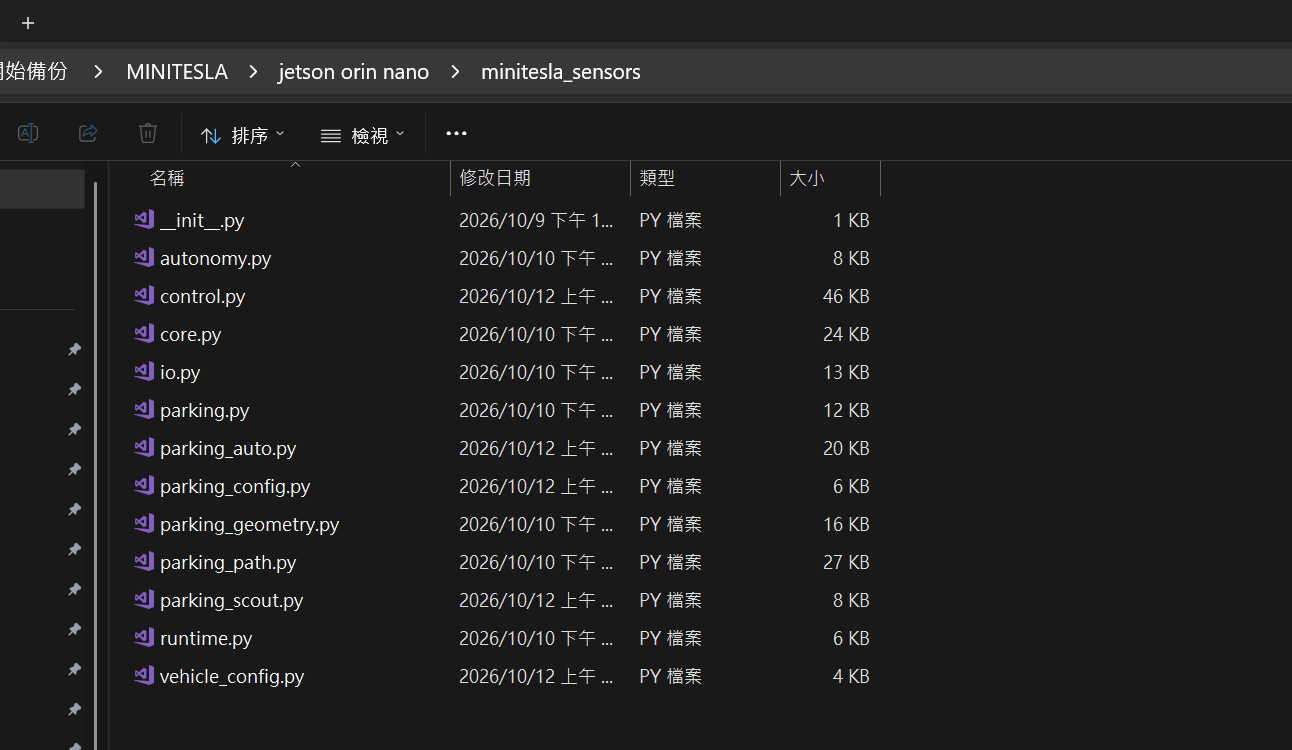 始備份 > MINITESLA > jetson orin nano > minitesla_sensors
排序 檢視 ...
名稱 修改日期 類型 大小
__init__.py 2026/10/9 下午 1... PY 檔案 1 KB
autonomy.py 2026/10/10 下午 ... PY 檔案 8 KB
control.py 2026/10/12 上午 ... PY 檔案 46 KB
core.py 2026/10/10 下午 ... PY 檔案 24 KB
io.py 2026/10/10 下午 ... PY 檔案 13 KB
parking.py 2026/10/10 下午 ... PY 檔案 12 KB
parking_auto.py 2026/10/12 上午 ... PY 檔案 20 KB
parking_config.py 2026/10/12 上午 ... PY 檔案 6 KB
parking_geometry.py 2026/10/10 下午 ... PY 檔案 16 KB
parking_path.py 2026/10/10 下午 ... PY 檔案 27 KB
parking_scout.py 2026/10/12 上午 ... PY 檔案 8 KB
runtime.py 2026/10/10 下午 ... PY 檔案 6 KB
vehicle_config.py 2026/10/12 上午 ... PY 檔案 4 KB